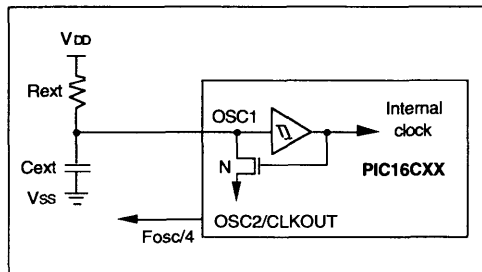 VDD
Rext
OSC1
Internal
clock
Cext
N
PIC16CXX
VSS
OSC2/CLKOUT
Fosc/4